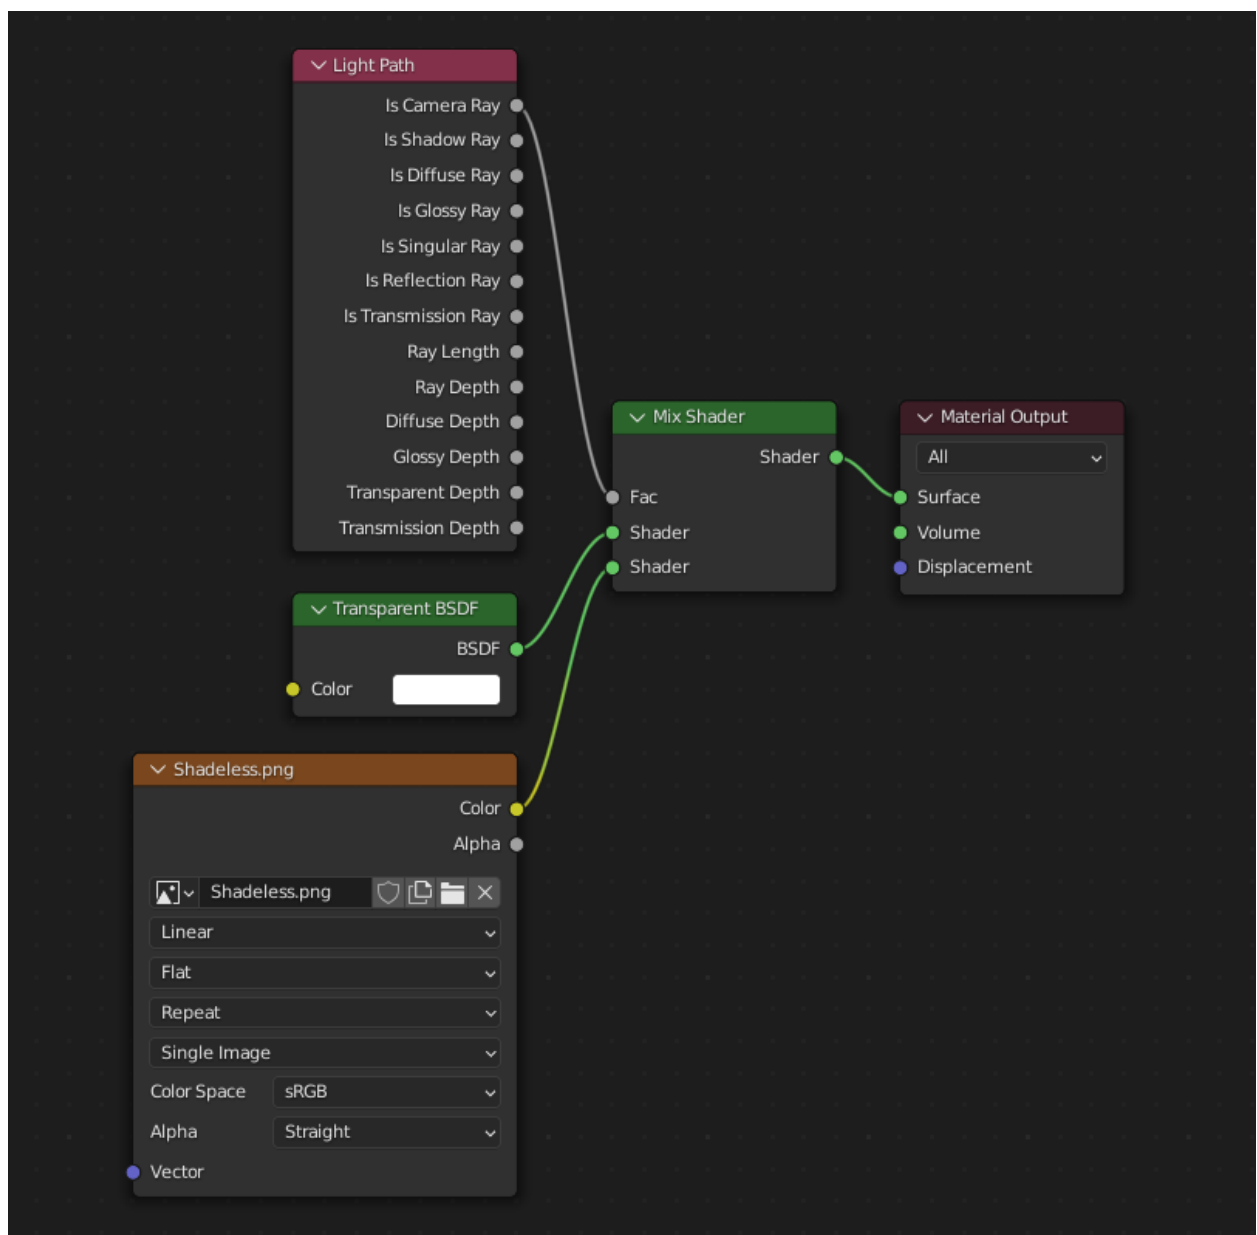 Light Path
Is Camera Ray
Is Shadow Ray
Is Diffuse Ray
Is Glossy Ray
Is Singular Ray
Is Reflection Ray
Is Transmission Ray
Ray Length
Ray Depth
Diffuse Depth
Glossy Depth
Transparent Depth
Transmission Depth
Mix Shader
Shader
Fac
Shader
Shader
Material Output
All
Surface
Volume
Displacement
Transparent BSDF
BSDF
Color
Shadeless.png
Color
Alpha
Shadeless.png
Linear
Flat
Repeat
Single Image
Color Space sRGB
Alpha Straight
Vector